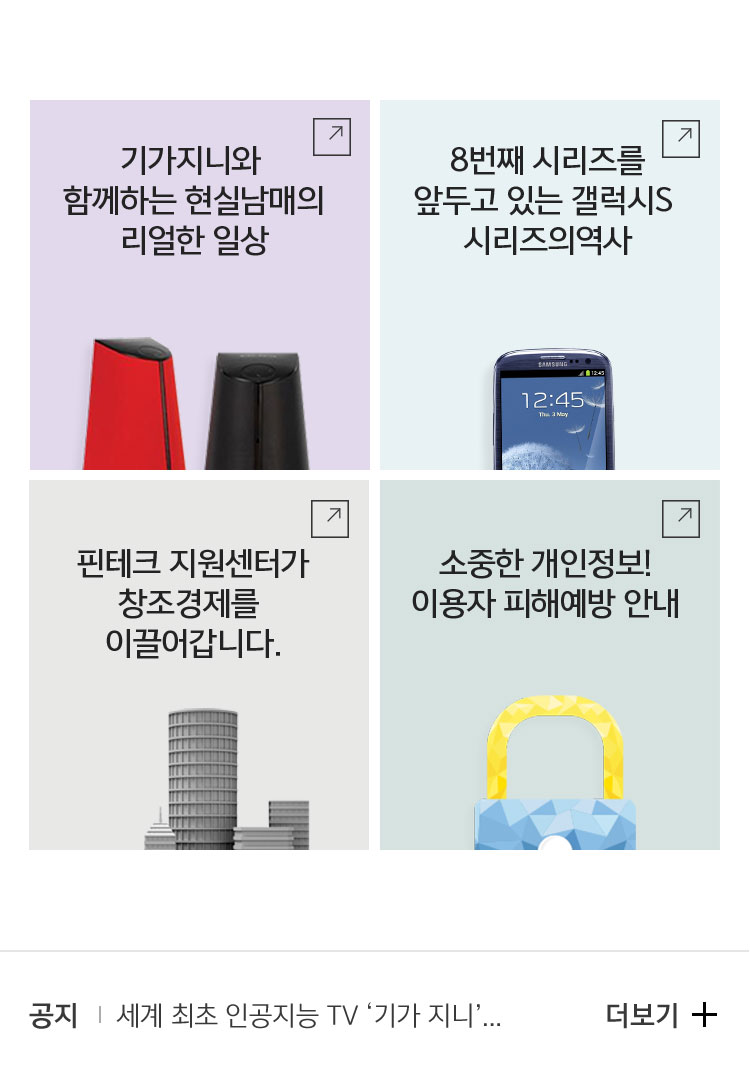 기가지니와
함께하는 현실남매의
리얼한 일상
8번째 시리즈를
앞두고 있는 갤럭시S
시리즈의역사
SAMSUNG
12:45
12:45
Thu. 3 May
핀테크 지원센터가
창조경제를
이끌어갑니다.
소중한 개인정보!
이용자 피해예방 안내
공지 | 세계 최초 인공지능 TV ‘기가 지니’... 더보기 +